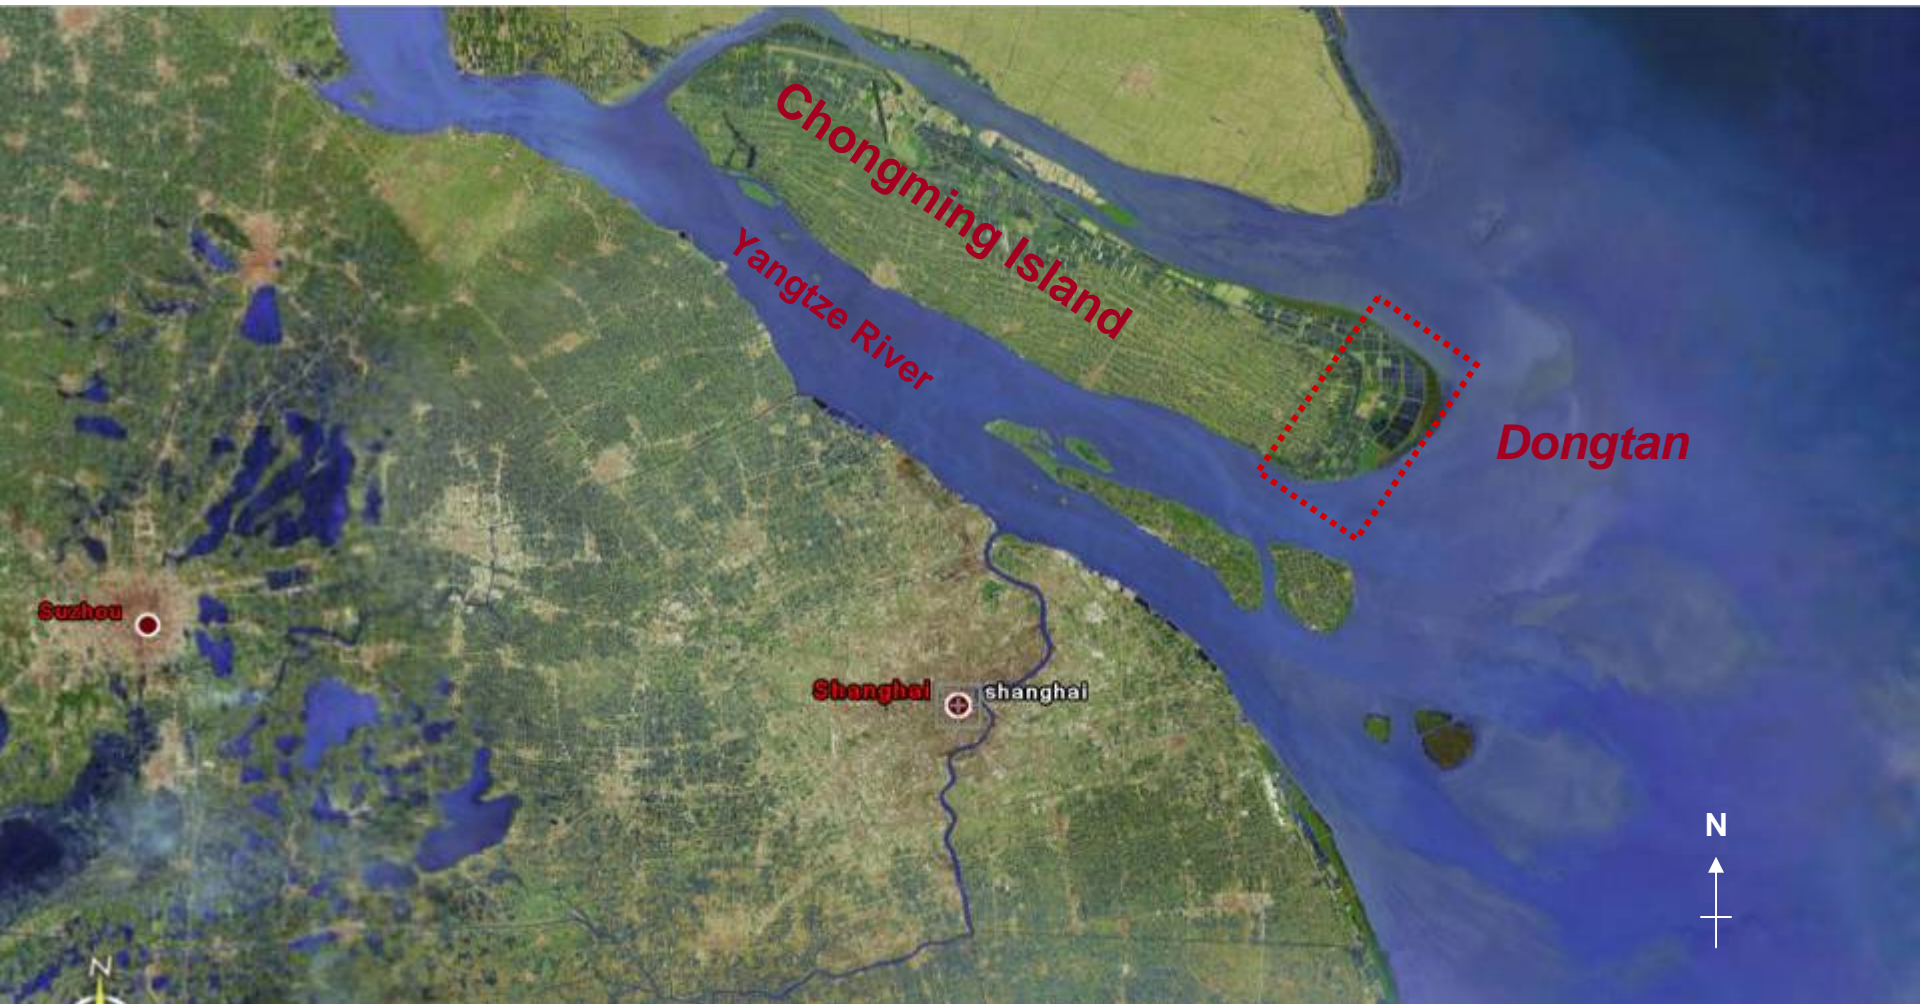 Chongming Island
Yangtze River
Dongtan
Suzhou
Shanghai
shanghai
N
N